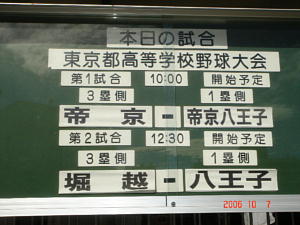 本日の試合
東京都高等学校野球大会
第1試合 10:00 開始予定
3塁側 1塁側
帝京 - 帝京八王子
第2試合 12:30 開始予定
3塁側 1塁側
堀越 - 八王子
2006 10 7